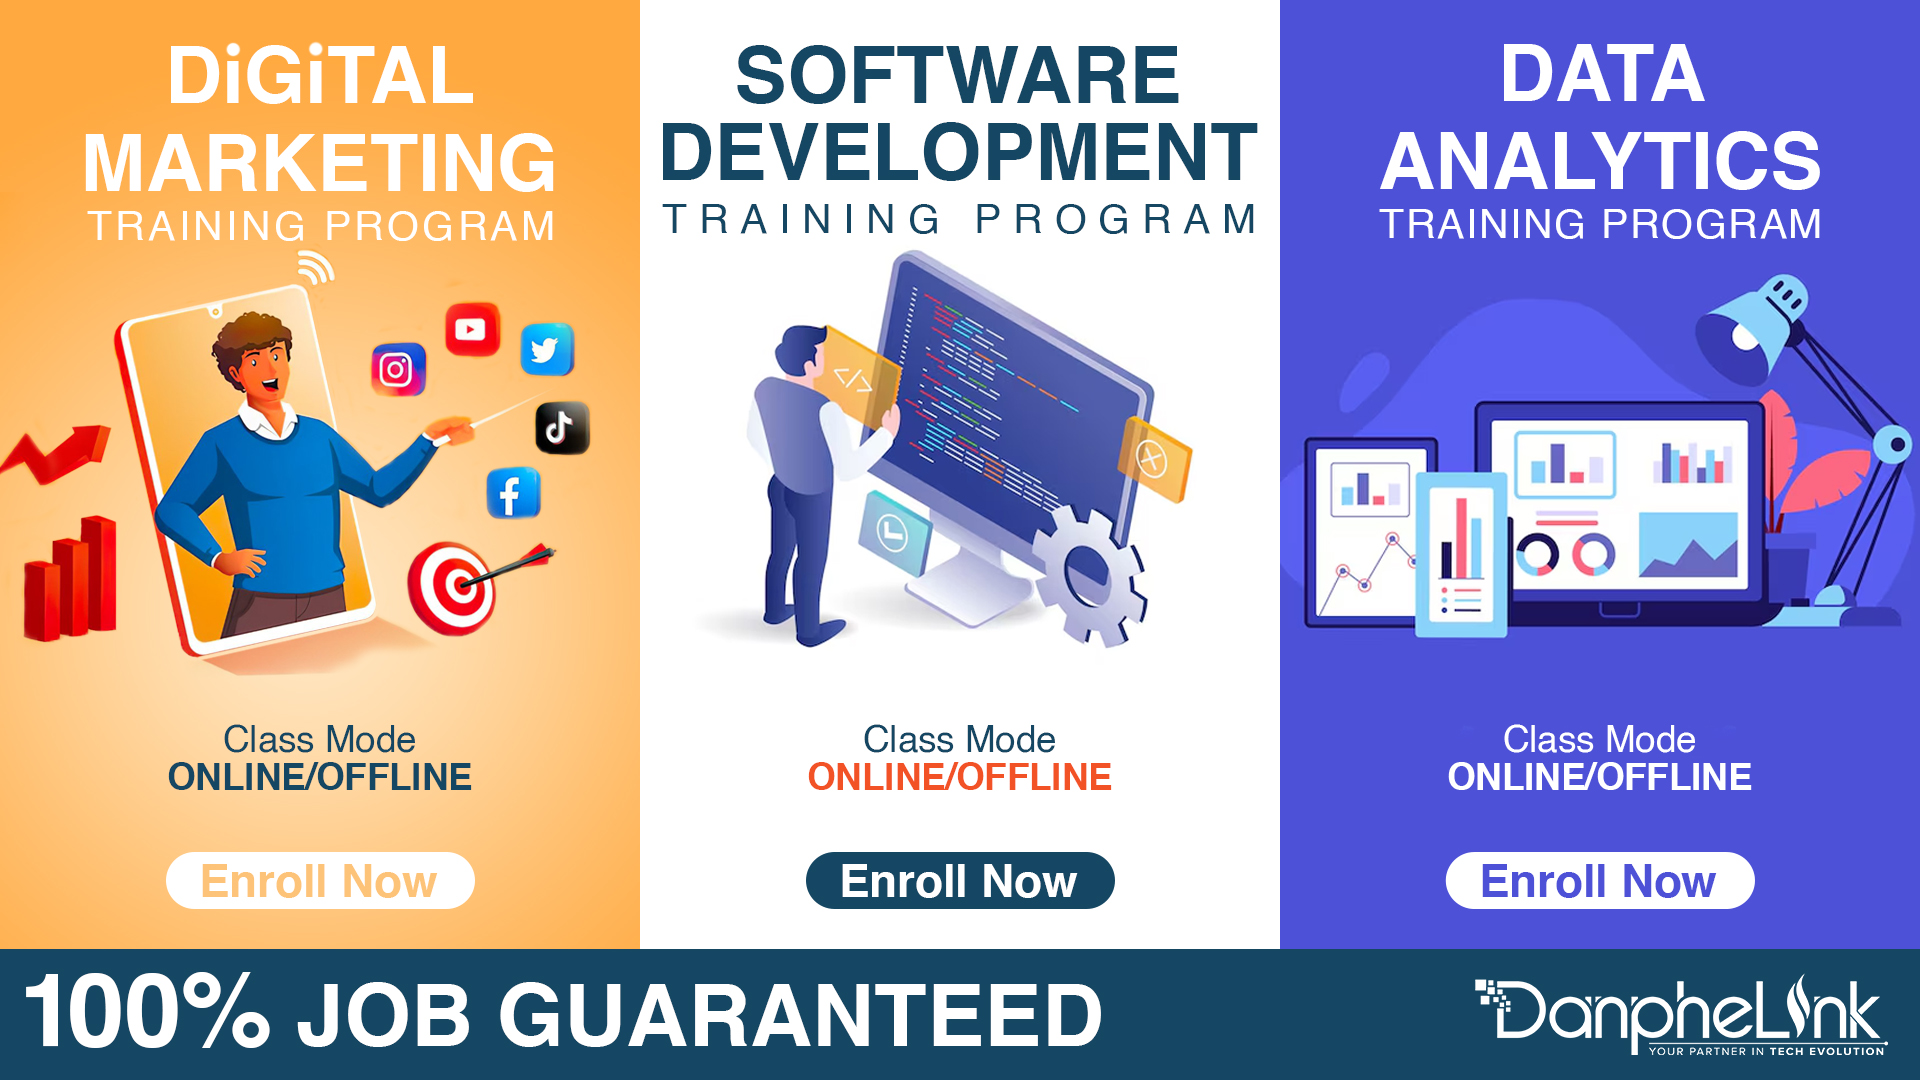 DiGiTAL
MARKETING
TRAINING PROGRAM
Class Mode
ONLINE/OFFLINE
Enroll Now
SOFTWARE
DEVELOPMENT
TRAINING PROGRAM
</>
Class Mode
ONLINE/OFFLINE
Enroll Now
DATA
ANALYTICS
TRAINING PROGRAM
Class Mode
ONLINE/OFFLINE
Enroll Now
100% JOB GUARANTEED
DanpheLink
YOUR PARTNER IN TECH EVOLUTION